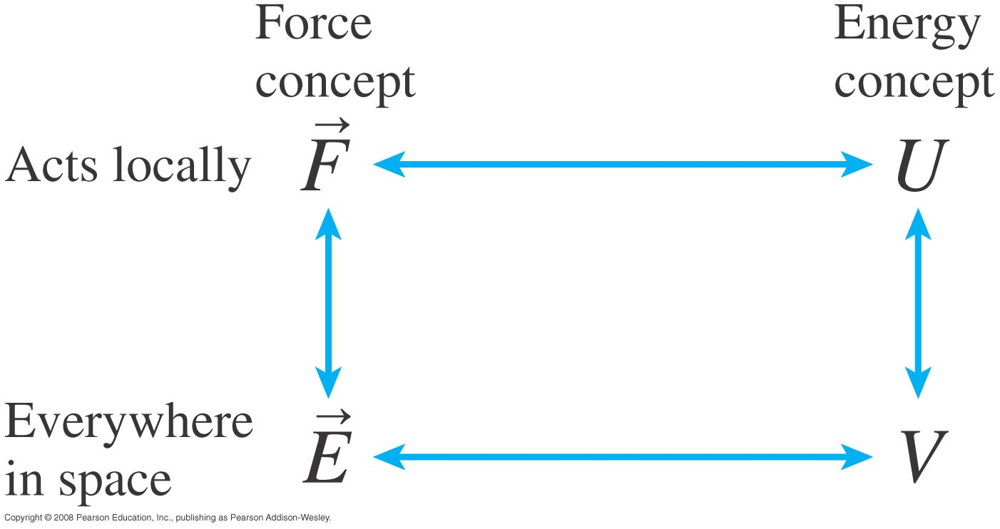 Force Energy
concept concept
Acts locally F⃗ U
Everywhere
in space E⃗ V
Copyright © 2008 Pearson Education, Inc., publishing as Pearson Addison-Wesley.